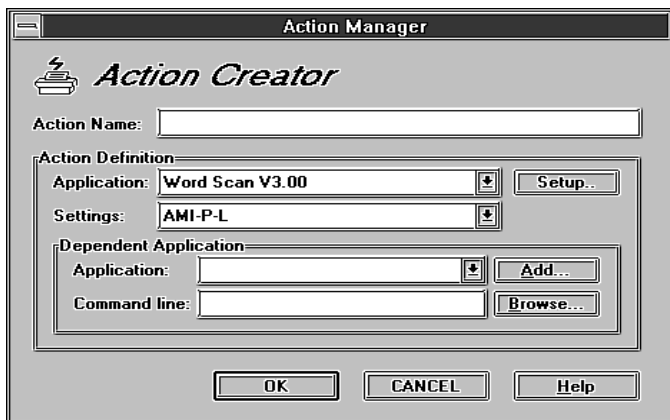 Action Manager
Action Creator
Action Name:
Action Definition
Application: Word Scan V3.00 Setup..
Settings: AMI-P-L
Dependent Application
Application: Add...
Command line: Browse...
OK CANCEL Help